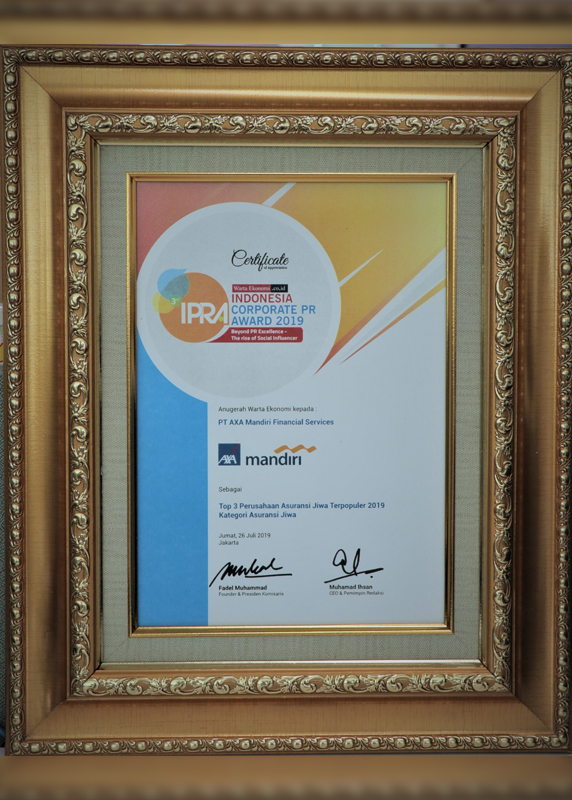 Certificate
of appreciation
Warta Ekonomi .co.id
3rd
IPRA
INDONESIA
CORPORATE PR
AWARD 2019
Beyond PR Excellence -
The rise of Social Influencer
Anugerah Warta Ekonomi kepada :
PT AXA Mandiri Financial Services
AXA mandiri
Sebagai
Top 3 Perusahaan Asuransi Jiwa Terpopuler 2019
Kategori Asuransi Jiwa
Jumat, 26 Juli 2019
Jakarta
Fadel Muhammad
Founder & Presiden Komisaris
Muhamad Ihsan
CEO & Pemimpin Redaksi